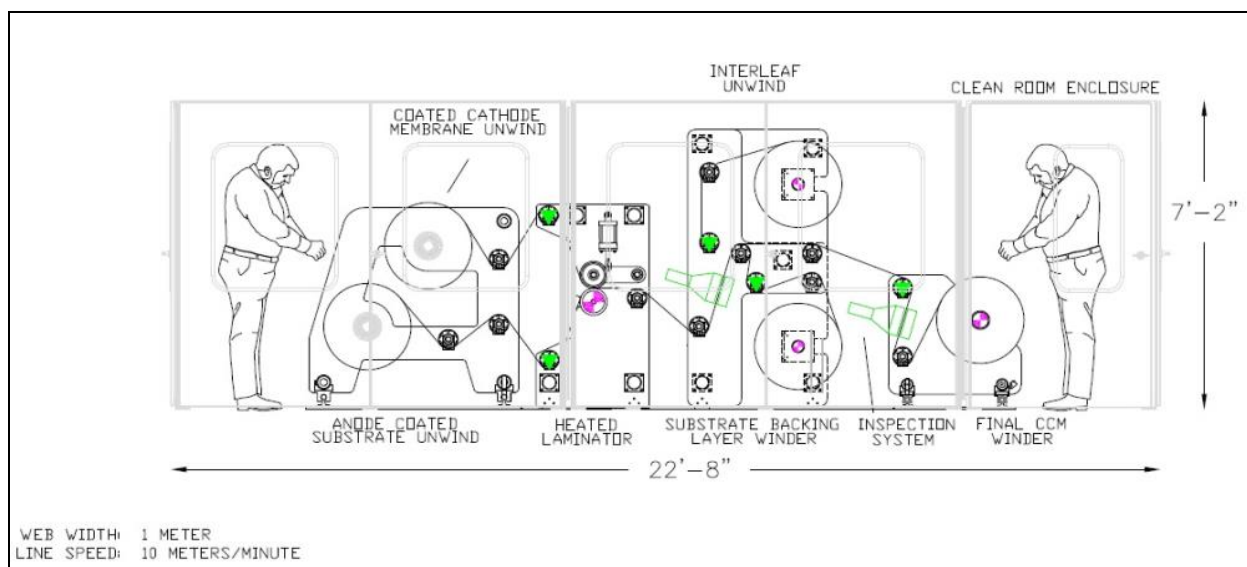 INTERLEAF
UNWIND
CLEAN ROOM ENCLOSURE
COATED CATHODE
MEMBRANE UNWIND
7'-2"
ANODE COATED
SUBSTRATE UNWIND
HEATED
LAMINATOR
SUBSTRATE BACKING
LAYER WINDER
INSPECTION
SYSTEM
FINAL CCM
WINDER
22'-8"
WEB WIDTH: 1 METER
LINE SPEED: 10 METERS/MINUTE